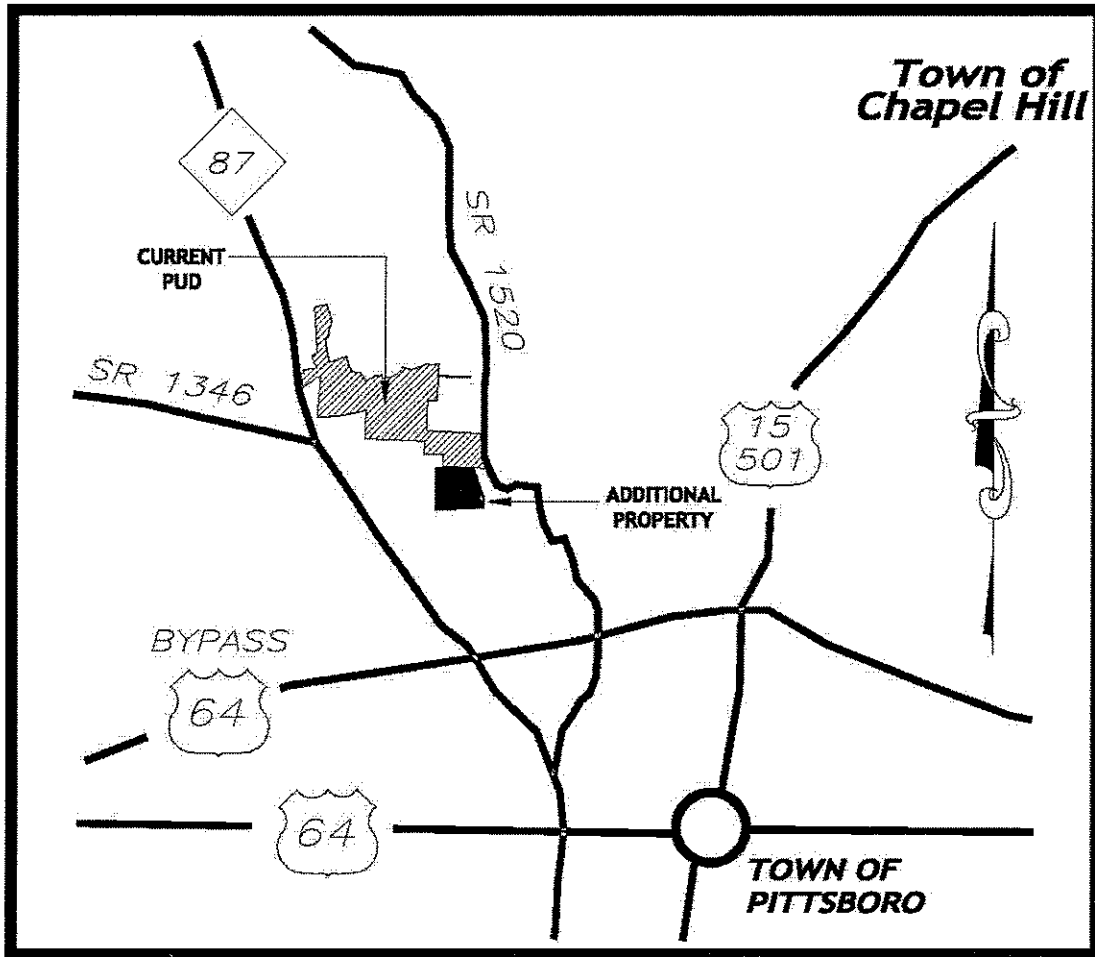 Town of
Chapel Hill
87
SR 1520
CURRENT
PUD
SR 1346
15
501
ADDITIONAL
PROPERTY
BYPASS
64
64
TOWN OF
PITTSBORO